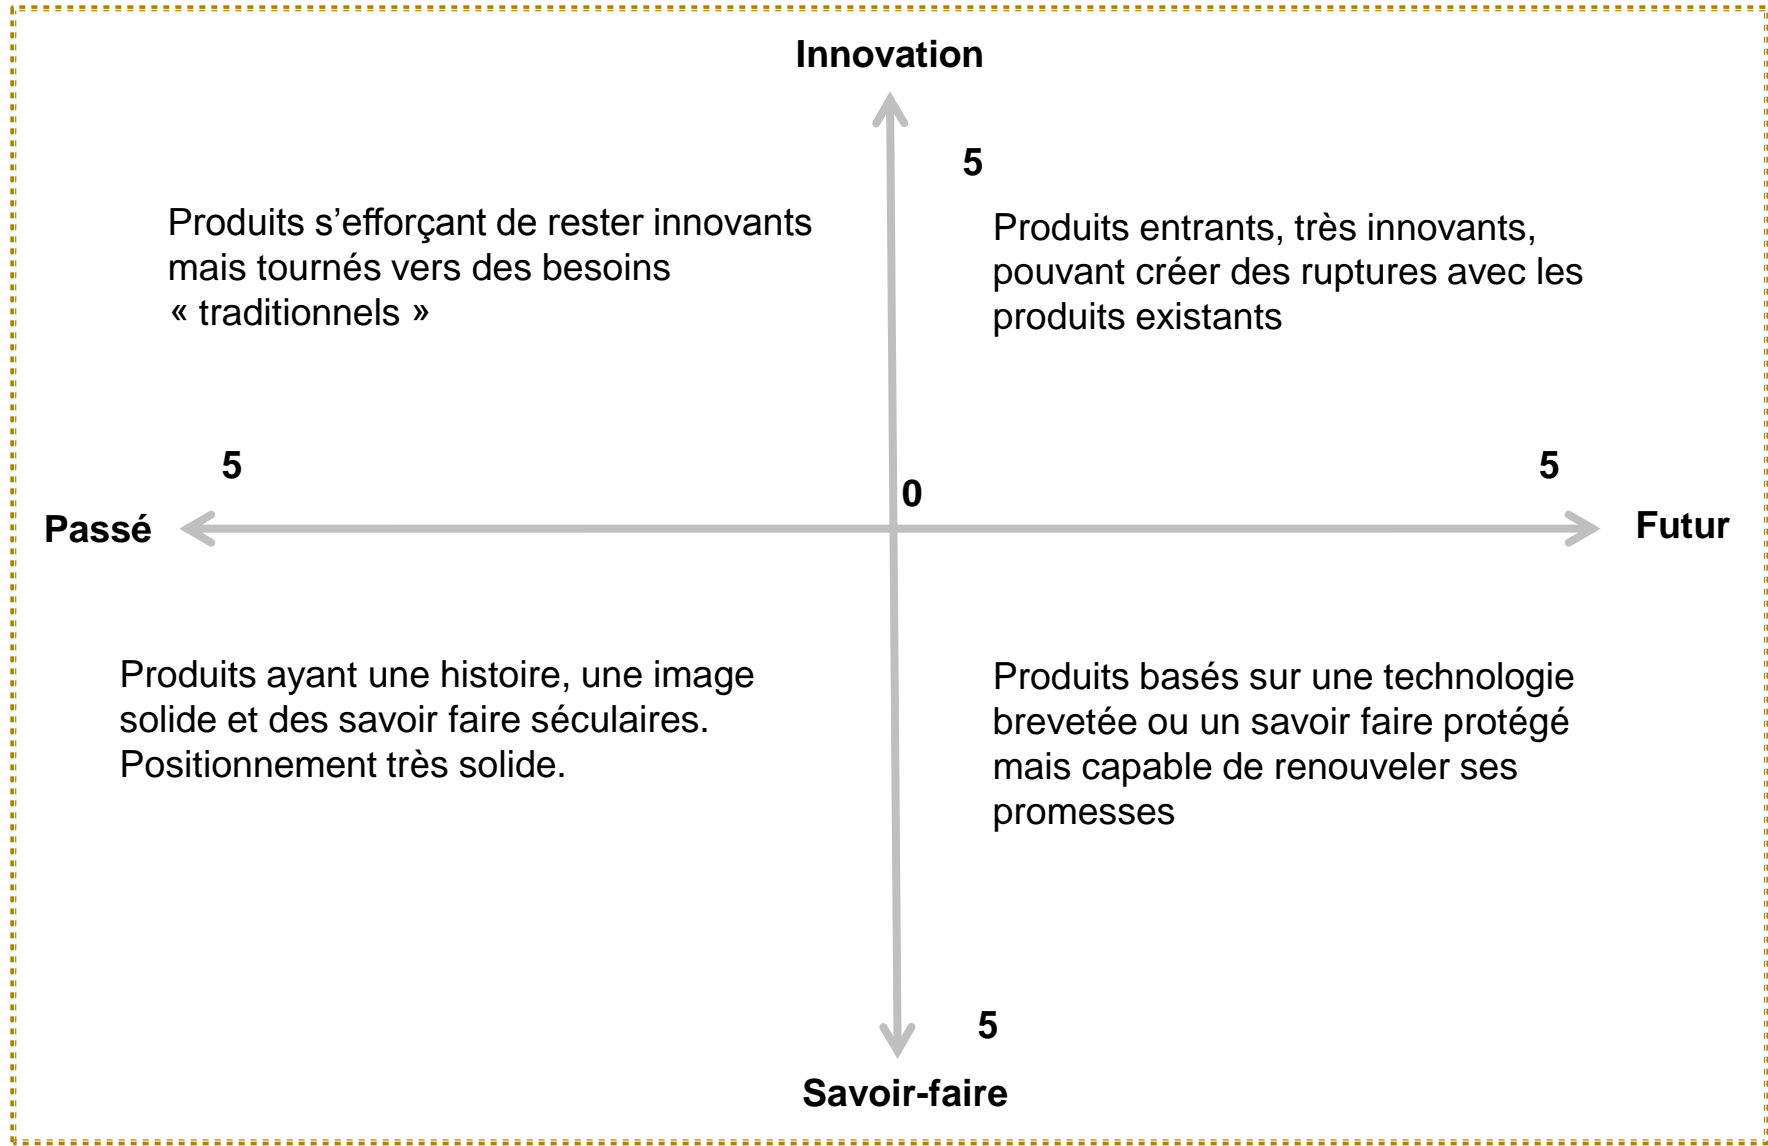 Innovation
5
Produits s’efforçant de rester innovants
mais tournés vers des besoins
« traditionnels »
Produits entrants, très innovants,
pouvant créer des ruptures avec les
produits existants
5
5
0
Passé
Futur
Produits ayant une histoire, une image
solide et des savoir faire séculaires.
Positionnement très solide.
Produits basés sur une technologie
brevetée ou un savoir faire protégé
mais capable de renouveler ses
promesses
5
Savoir-faire